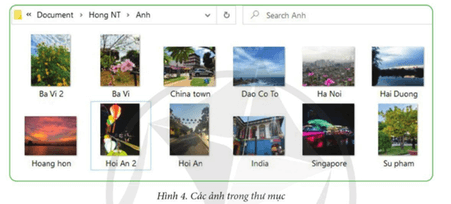 « Document › Hong NT › Anh
Search Anh
Ba Vi 2
Ba Vi
China town
Dao Co To
Ha Noi
Hai Duong
Hoang hon
Hoi An 2
Hoi An
India
Singapore
Su pham
Hình 4. Các ảnh trong thư mục